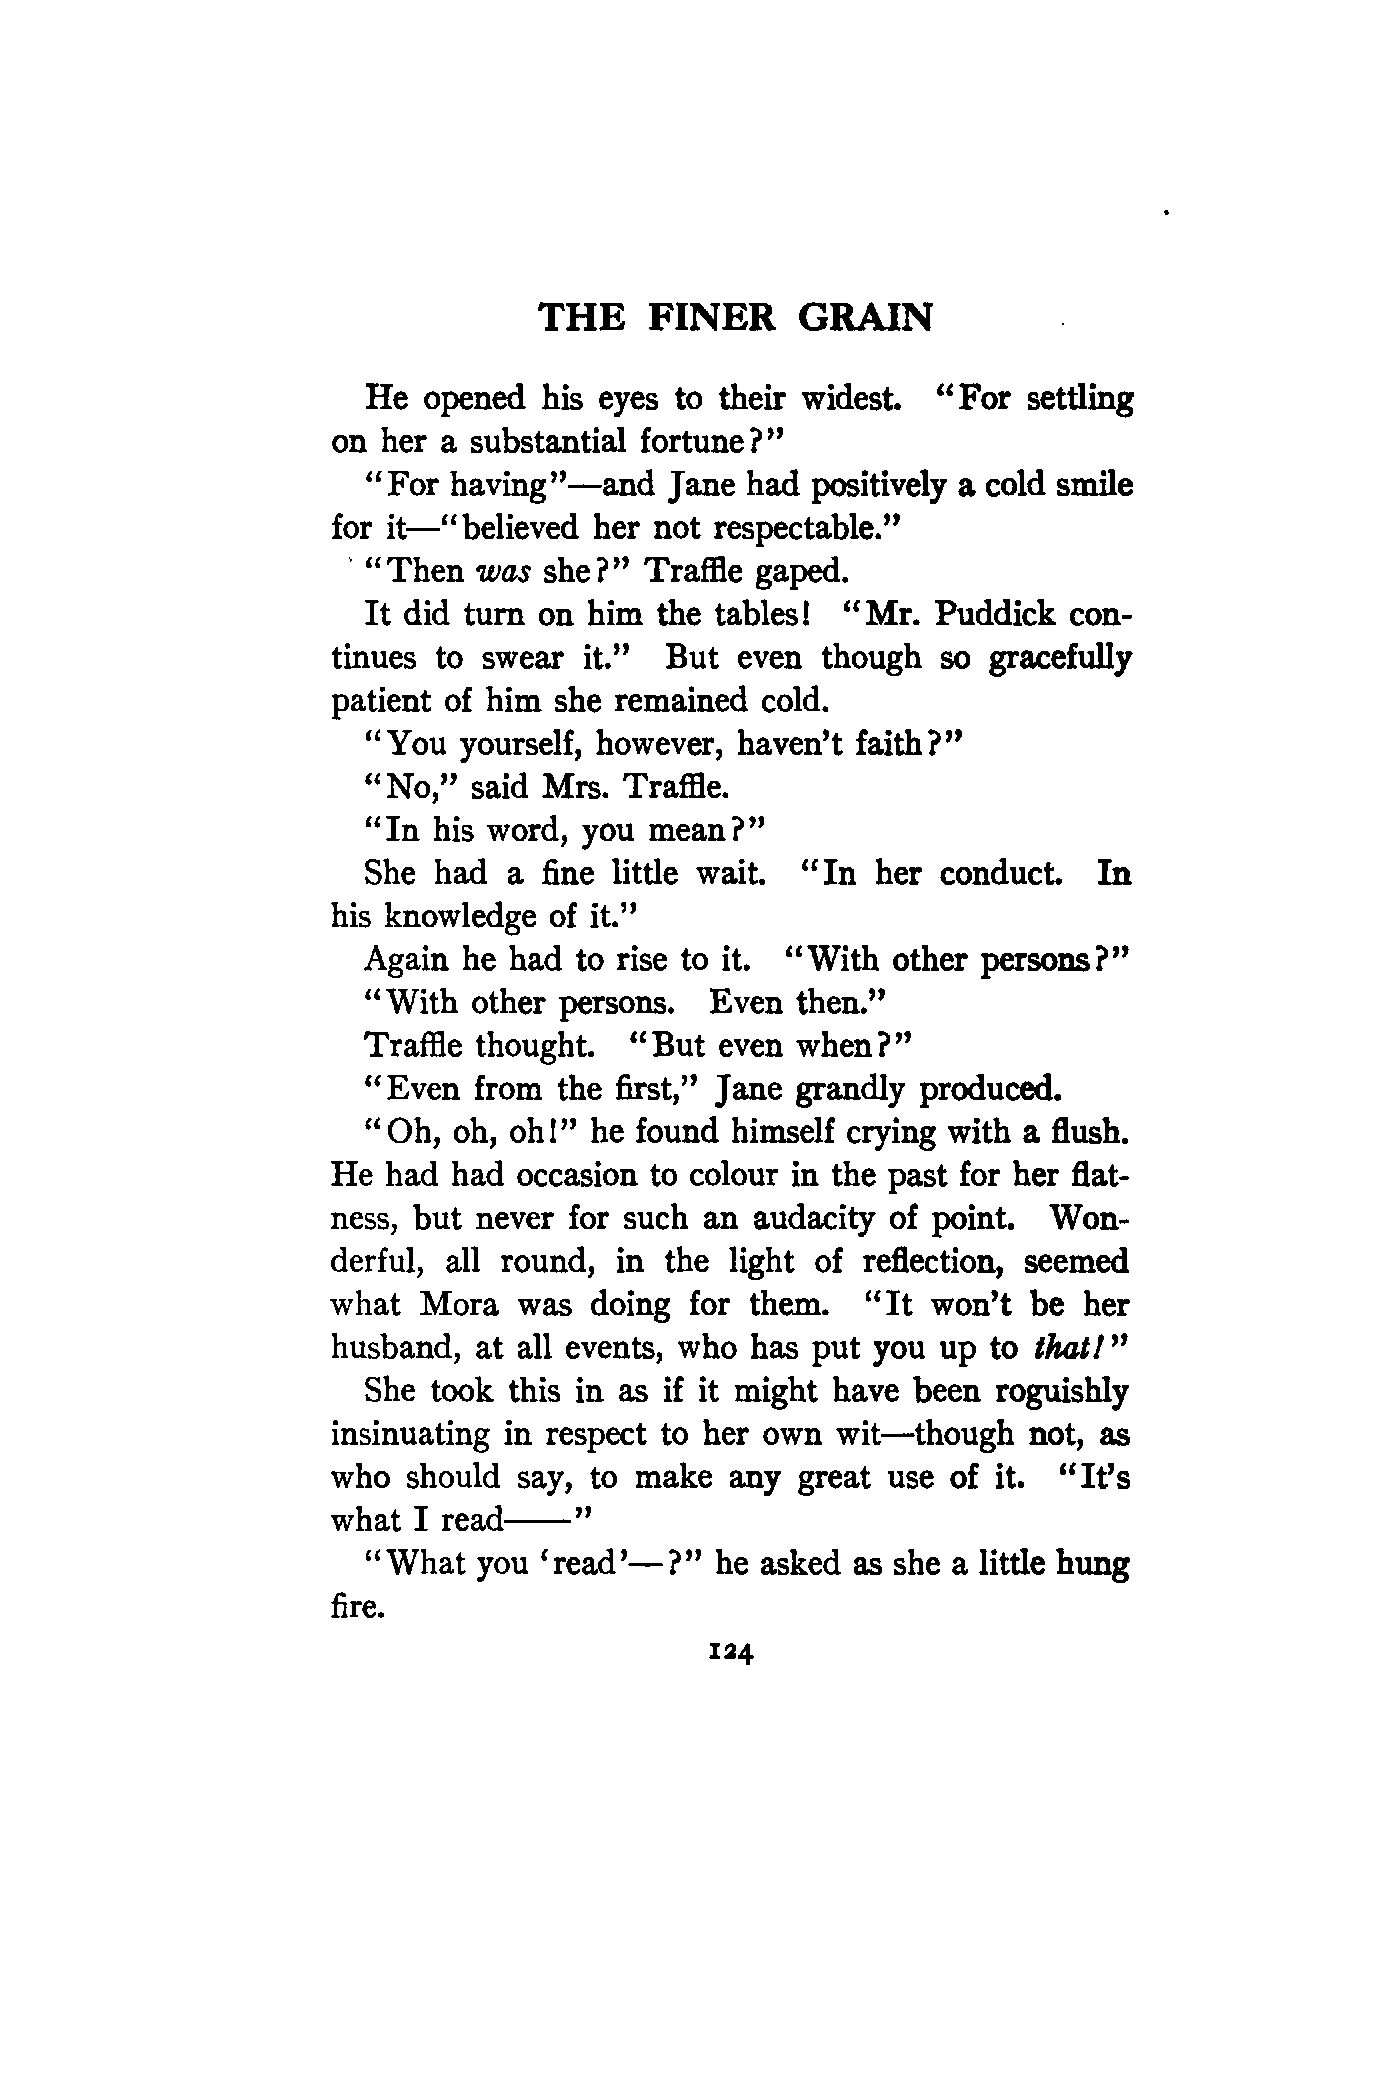 THE FINER GRAIN
He opened his eyes to their widest. "For settling
on her a substantial fortune?"
"For having"—and Jane had positively a cold smile
for it—"believed her not respectable."
"Then was she?" Traffle gaped.
It did turn on him the tables! "Mr. Puddick con-
tinues to swear it." But even though so gracefully
patient of him she remained cold.
"You yourself, however, haven't faith?"
"No," said Mrs. Traffle.
"In his word, you mean?"
She had a fine little wait. "In her conduct. In
his knowledge of it."
Again he had to rise to it. "With other persons?"
"With other persons. Even then."
Traffle thought. "But even when?"
"Even from the first," Jane grandly produced.
"Oh, oh, oh!" he found himself crying with a flush.
He had had occasion to colour in the past for her flat-
ness, but never for such an audacity of point. Won-
derful, all round, in the light of reflection, seemed
what Mora was doing for them. "It won't be her
husband, at all events, who has put you up to that!"
She took this in as if it might have been roguishly
insinuating in respect to her own wit—though not, as
who should say, to make any great use of it. "It's
what I read——"
"What you 'read'—?" he asked as she a little hung
fire.
124